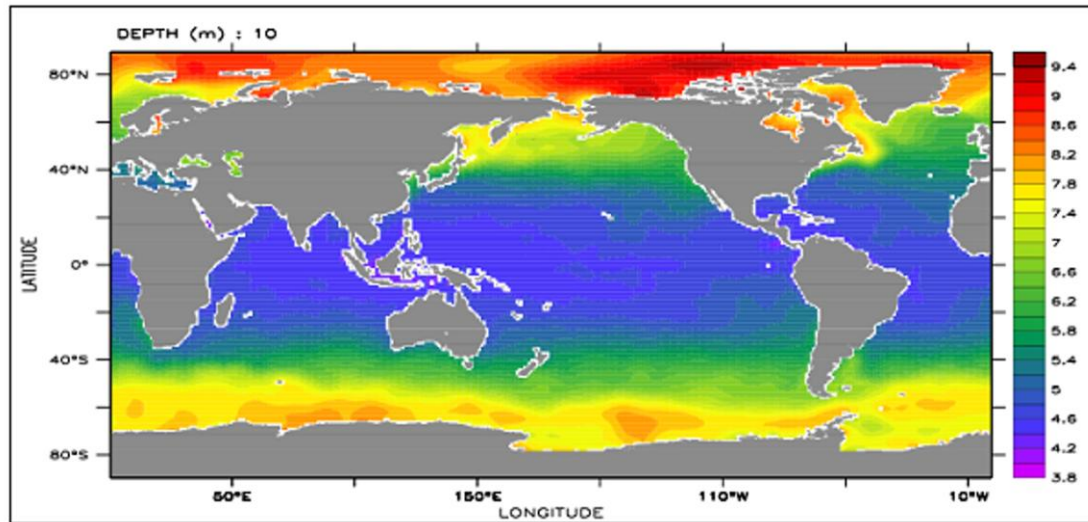 DEPTH (m) : 10
80°N
40°N
0°
40°S
80°S
LATITUDE
50°E
150°E
110°W
10°W
LONGITUDE
9.4
9
8.6
8.2
7.8
7.4
7
6.6
6.2
5.8
5.4
5
4.6
4.2
3.8